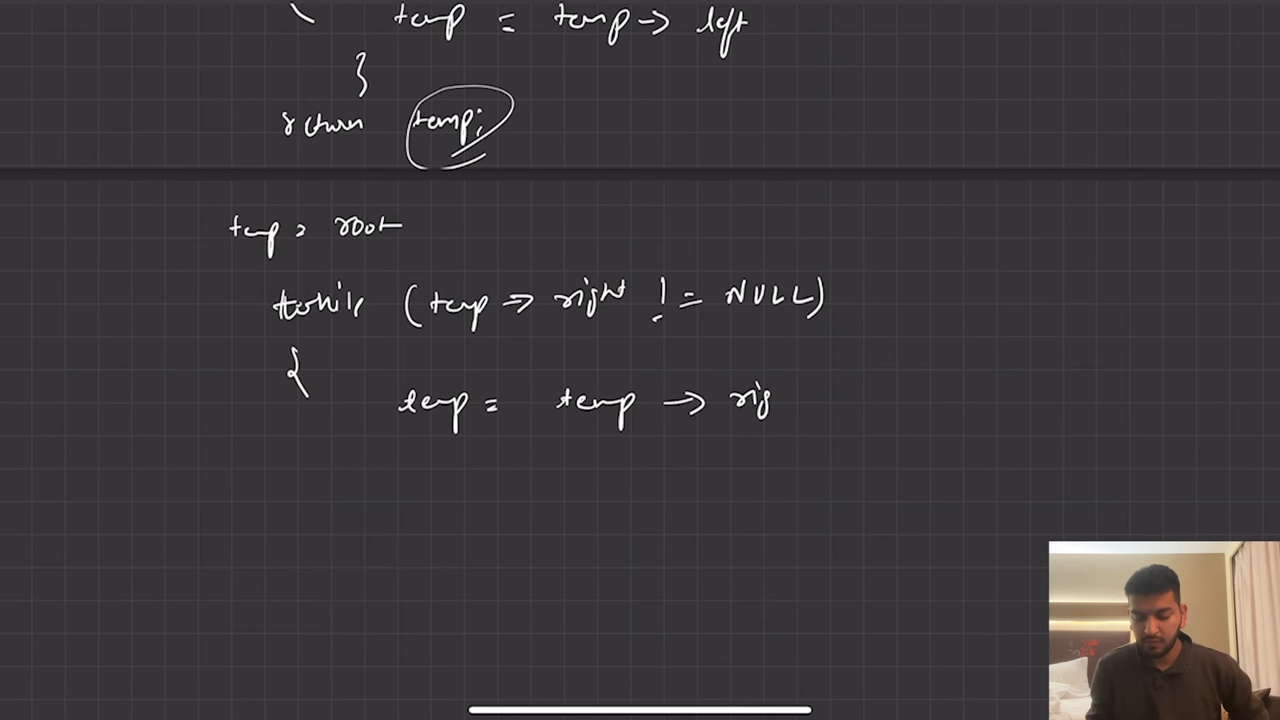 temp = temp → left
}
return temp;
temp = root
while (temp → right != NULL)
{
temp = temp → rig